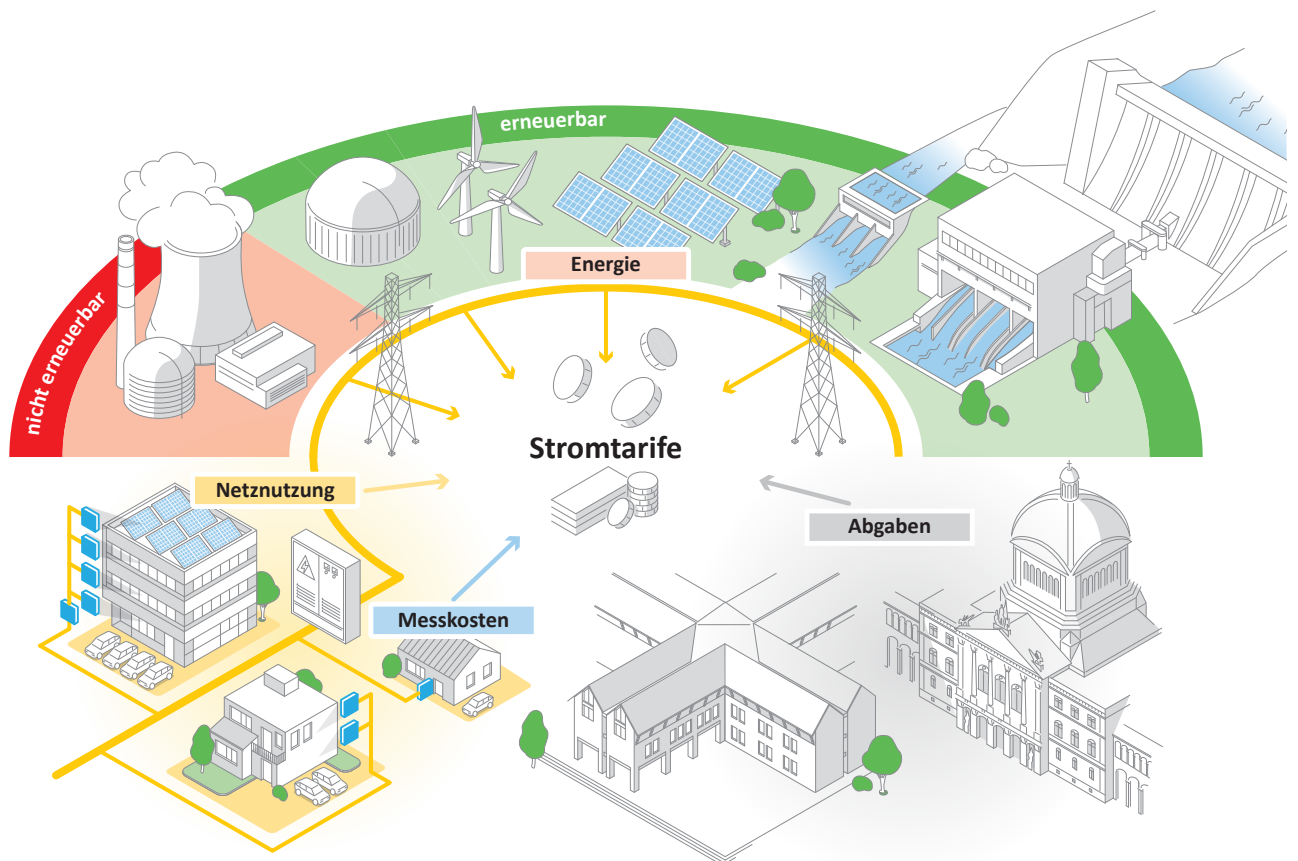 erneuerbar
nicht erneuerbar
Energie
Stromtarife
Netznutzung
Abgaben
Messkosten